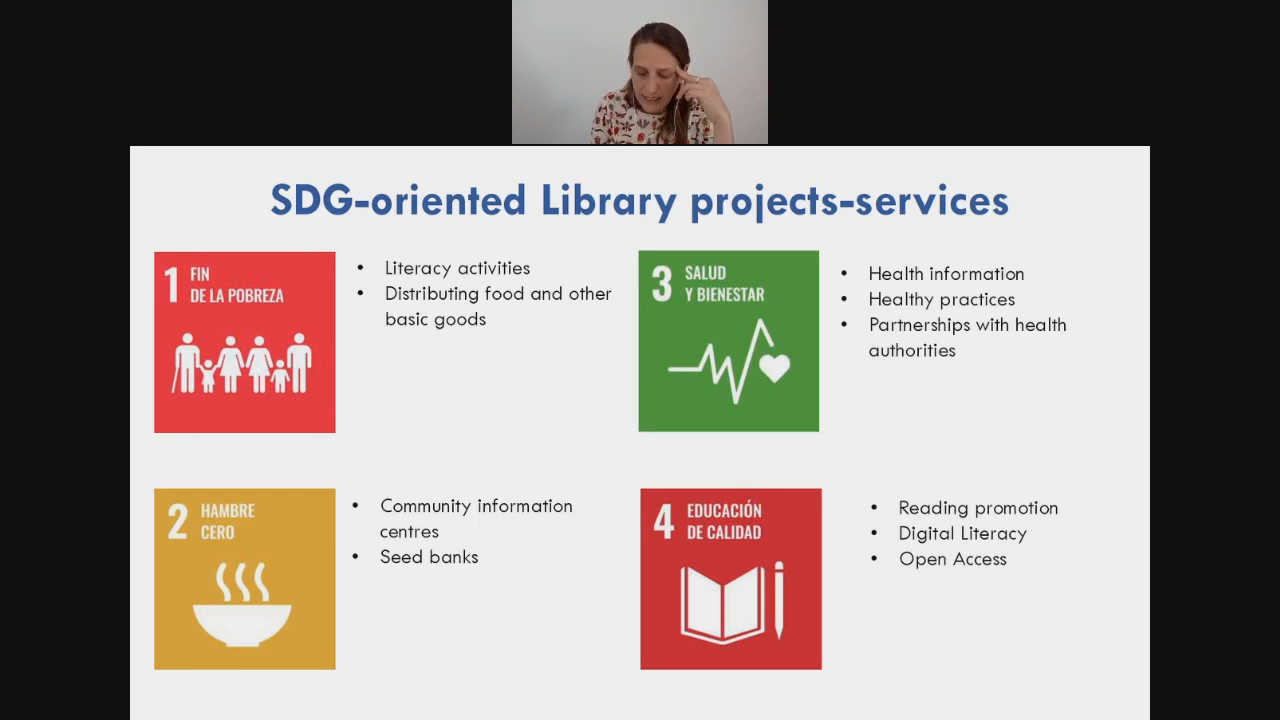 SDG-oriented Library projects-services
1 FIN
DE LA POBREZA
• Literacy activities
• Distributing food and other
basic goods
3 SALUD
Y BIENESTAR
• Health information
• Healthy practices
• Partnerships with health
authorities
2 HAMBRE
CERO
• Community information
centres
• Seed banks
4 EDUCACIÓN
DE CALIDAD
• Reading promotion
• Digital Literacy
• Open Access